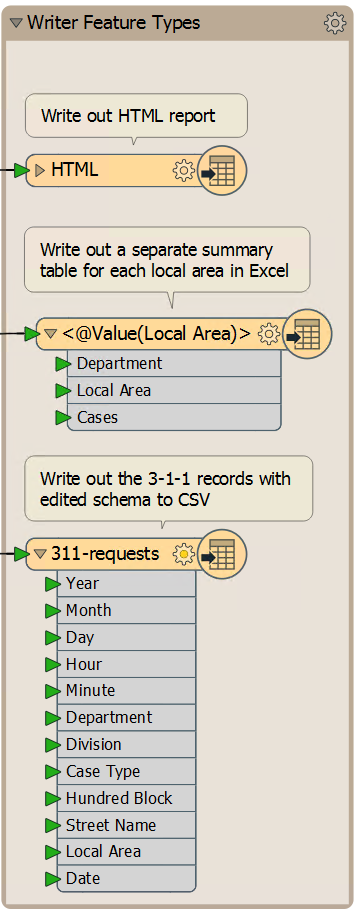 Writer Feature Types
Write out HTML report
HTML
Write out a separate summary
table for each local area in Excel
<@Value(Local Area)>
Department
Local Area
Cases
Write out the 3-1-1 records with
edited schema to CSV
311-requests
Year
Month
Day
Hour
Minute
Department
Division
Case Type
Hundred Block
Street Name
Local Area
Date